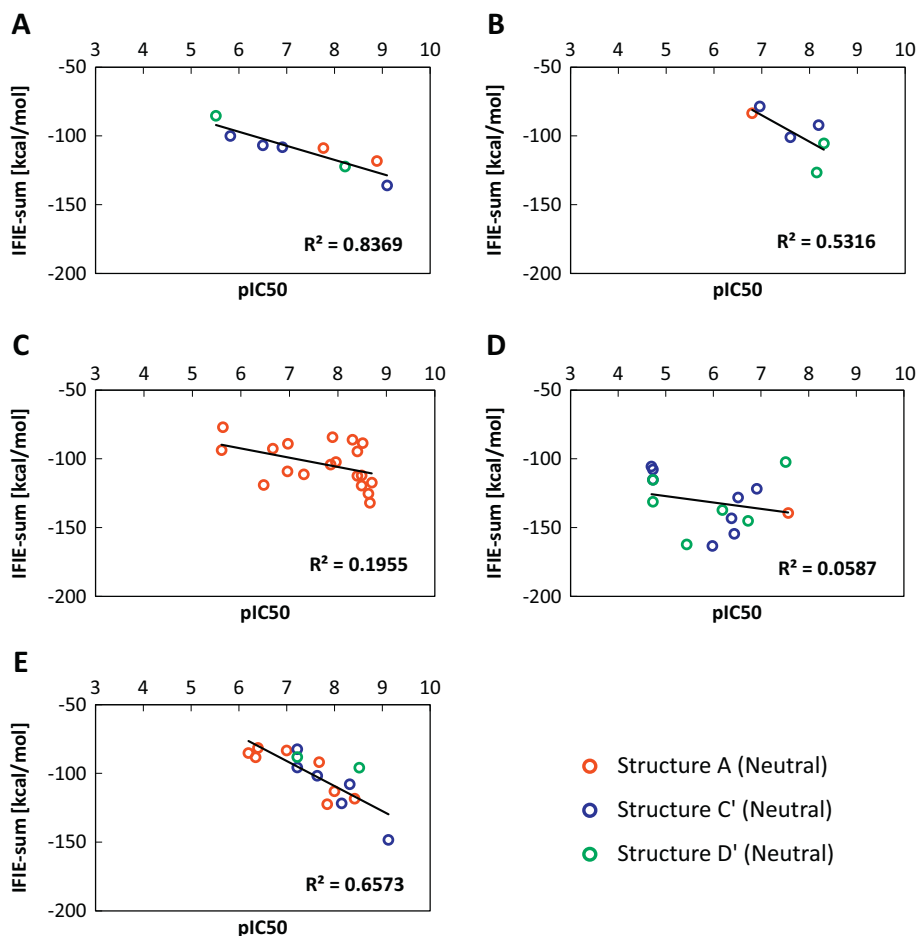 A
3 4 5 6 7 8 9 10
-50
-100
-150
-200
IFIE-sum [kcal/mol]
R² = 0.8369
pIC50
B
3 4 5 6 7 8 9 10
-50
-100
-150
-200
IFIE-sum [kcal/mol]
R² = 0.5316
pIC50
C
3 4 5 6 7 8 9 10
-50
-100
-150
-200
IFIE-sum [kcal/mol]
R² = 0.1955
pIC50
D
3 4 5 6 7 8 9 10
-50
-100
-150
-200
IFIE-sum [kcal/mol]
R² = 0.0587
pIC50
E
3 4 5 6 7 8 9 10
-50
-100
-150
-200
IFIE-sum [kcal/mol]
R² = 0.6573
pIC50
Structure A (Neutral)
Structure C' (Neutral)
Structure D' (Neutral)